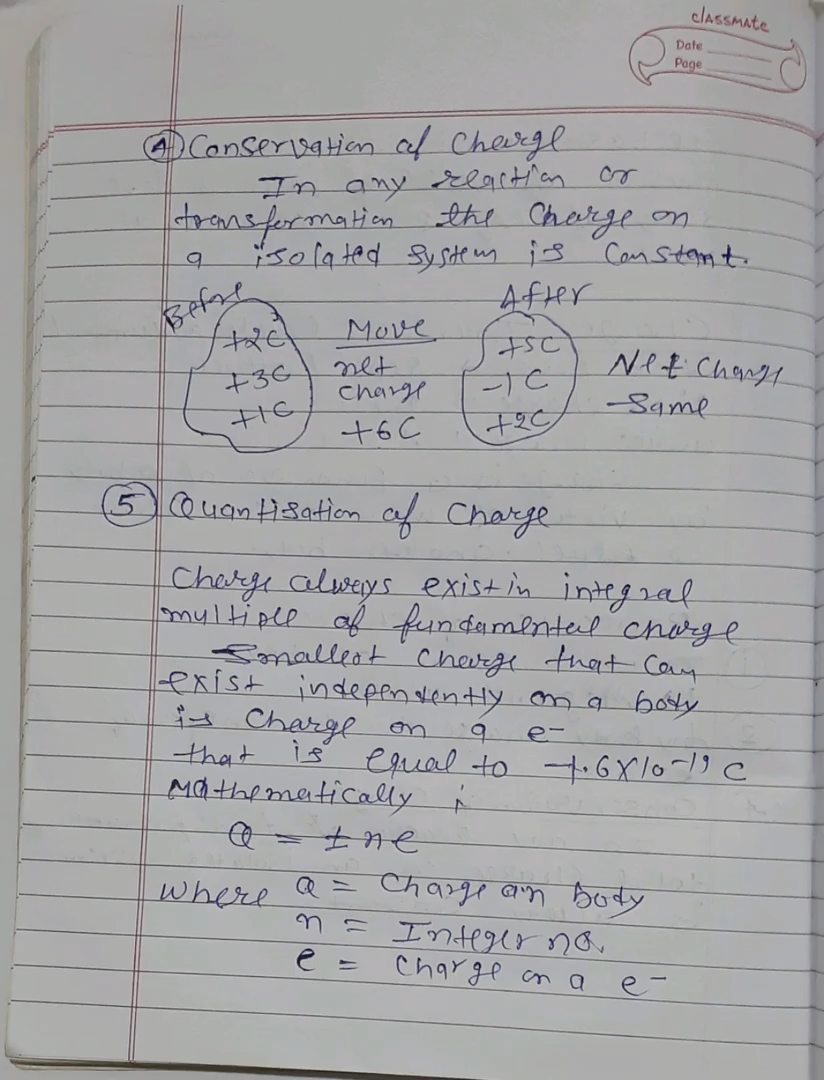 classmate
Date
Page
(4) Conservation of Charge
In any reaction or
transformation the Charge on
a isolated system is Constant.
Before
After
+2C
+3C
+1C
Move
net
charge
+6C
+5C
-1C
+2C
Net Charge
-Same
(5) Quantisation of Charge
Charge always exist in integral
multiple of fundamental charge
Smallest Charge that Can
exist independently on a body
is Charge on a e-
that is equal to -1.6X10-19 C
Mathematically ;
Q = ± ne
Where Q = Charge on Body
n = Integer no.
e = Charge on a e-